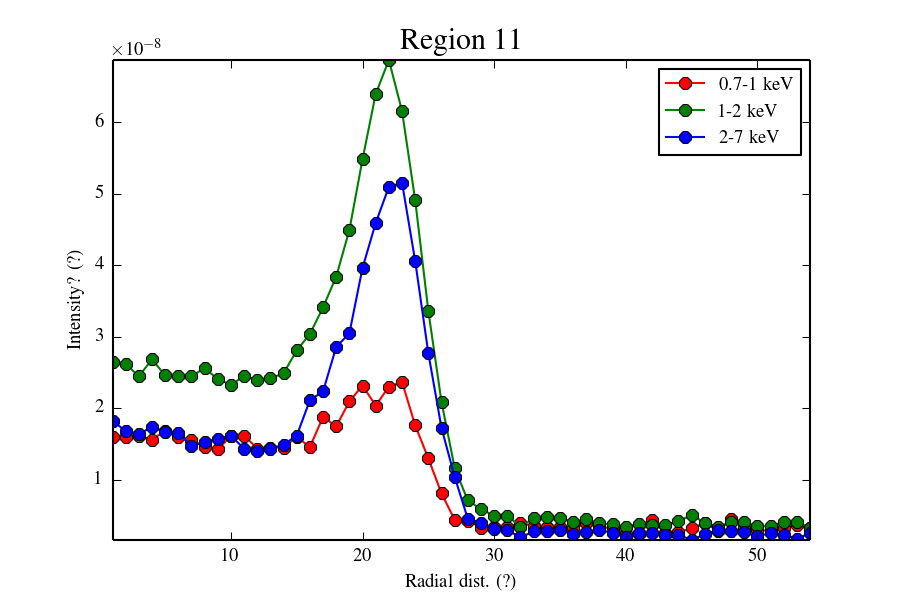 Region 11
×10⁻⁸
0.7-1 keV
1-2 keV
2-7 keV
6
5
4
3
2
1
Intensity? (?)
10 20 30 40 50
Radial dist. (?)